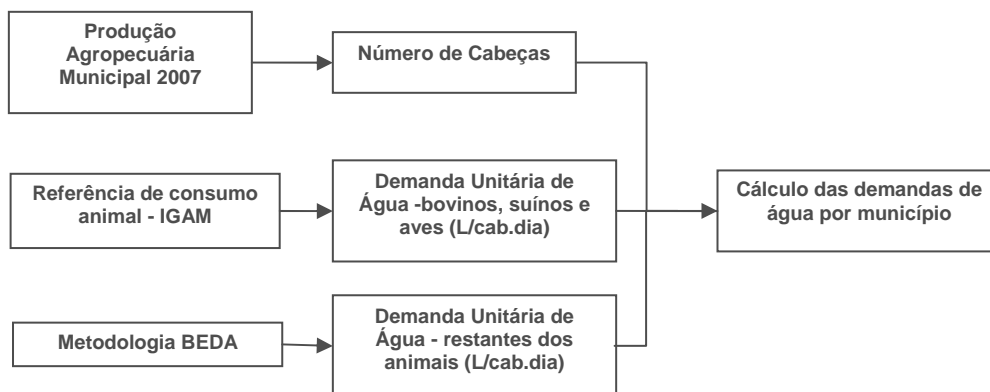 Produção
Agropecuária
Municipal 2007
Número de Cabeças
Referência de consumo
animal - IGAM
Demanda Unitária de
Água -bovinos, suínos e
aves (L/cab.dia)
Cálculo das demandas de
água por município
Metodologia BEDA
Demanda Unitária de
Água - restantes dos
animais (L/cab.dia)